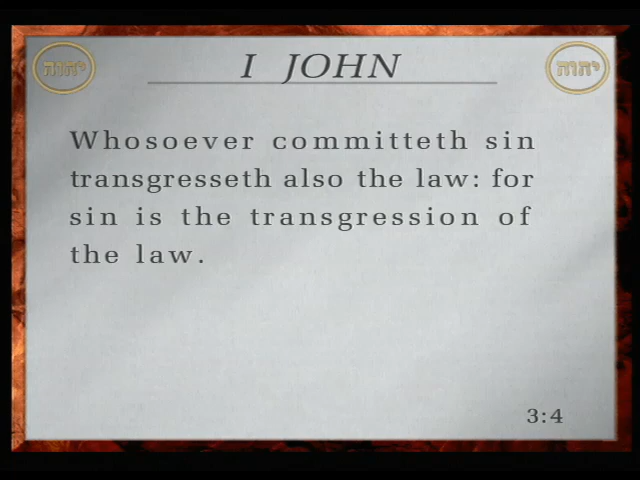 יהוה I JOHN יהוה
Whosoever committeth sin
transgresseth also the law: for
sin is the transgression of
the law.
3:4